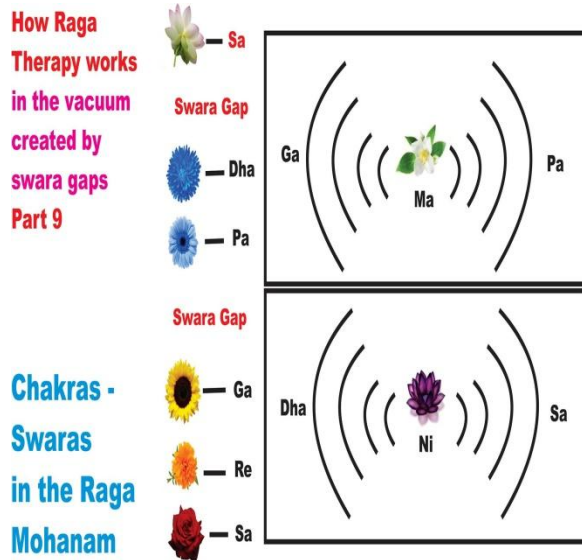 How Raga
Therapy works
in the vacuum
created by
swara gaps
Part 9
Chakras -
Swaras
in the Raga
Mohanam
Sa
Swara Gap
Dha
Pa
Swara Gap
Ga
Re
Sa
Ga
Ma
Pa
Dha
Ni
Sa